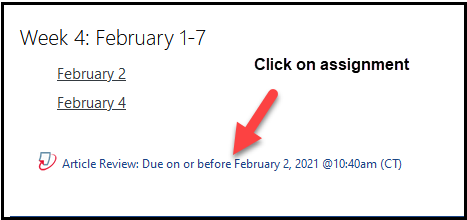 Week 4: February 1-7
Click on assignment
February 2
February 4
Article Review: Due on or before February 2, 2021 @10:40am (CT)